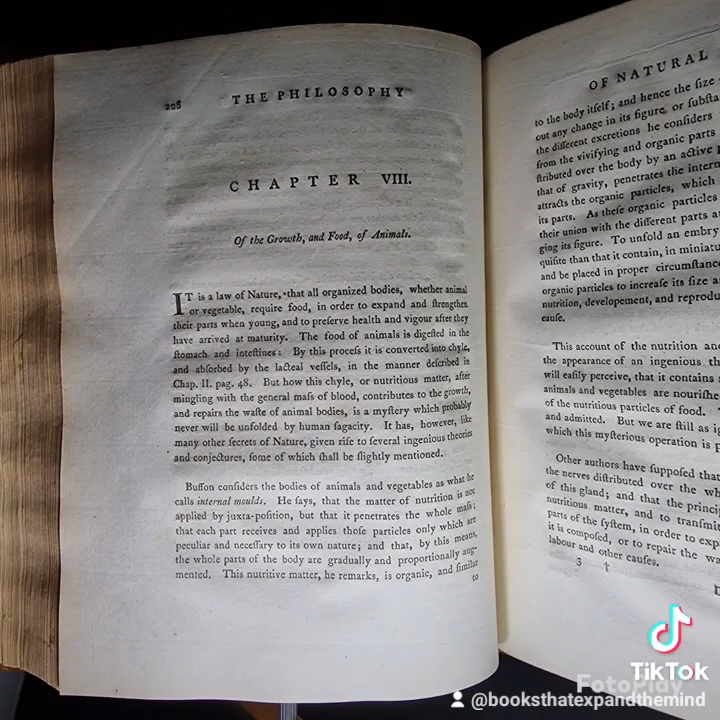 208 THE PHILOSOPHY
CHAPTER VIII.
Of the Growth, and Food, of Animals.
IT is a law of Nature, that all organized bodies, whether animal
or vegetable, require food, in order to expand and ſtrengthen
their parts when young, and to preſerve health and vigour after they
have arrived at maturity. The food of animals is digeſted in the
ſtomach and inteſtines: By this proceſs it is converted into chyle,
and abſorbed by the lacteal veſſels, in the manner deſcribed in
Chap. II. pag. 48. But how this chyle, or nutritious matter, after
mingling with the general maſs of blood, contributes to the growth,
and repairs the waſte of animal bodies, is a myſtery which probably
never will be unfolded by human ſagacity. It has, however, like
many other ſecrets of Nature, given riſe to ſeveral ingenious theories
and conjectures, ſome of which ſhall be ſlightly mentioned.
Buffon conſiders the bodies of animals and vegetables as what he
calls internal moulds. He ſays, that the matter of nutrition is not
applied by juxta-poſition, but that it penetrates the whole maſs;
that each part receives and applies thoſe particles only which are
peculiar and neceſſary to its own nature; and that, by this means,
the whole parts of the body are gradually and proportionally aug-
mented. This nutritive matter, he remarks, is organic, and ſimilar
to
OF NATURAL
to the body itſelf; and hence the ſize
out any change in its figure, or ſubſta
the different excretions he conſiders
from the vivifying and organic parts
ſtributed over the body by an active
that of gravity, penetrates the intern
attracts the organic particles, which
its parts. As theſe organic particles
their union with the different parts a
ging its figure. To unfold an embry
quiſite than that it contain, in miniatu
and be placed in proper circumſtanc
organic particles to increaſe its ſize a
nutrition, developement, and reprodu
cauſe.
This account of the nutrition an
the appearance of an ingenious th
will eaſily perceive, that it contains
animals and vegetables are nouriſhe
of the nutritious particles of food.
and admitted. But we are ſtill as ig
which this myſterious operation is p
Other authors have ſuppoſed that
the nerves diſtributed over the wh
of this gland; and that the princip
nutritious matter, and to tranſmit
parts of the ſyſtem, in order to expa
it is compoſed, or to repair the wa
labour and other cauſes.
3 †
TikTok
FotoPlay
@booksthatexpandthemind